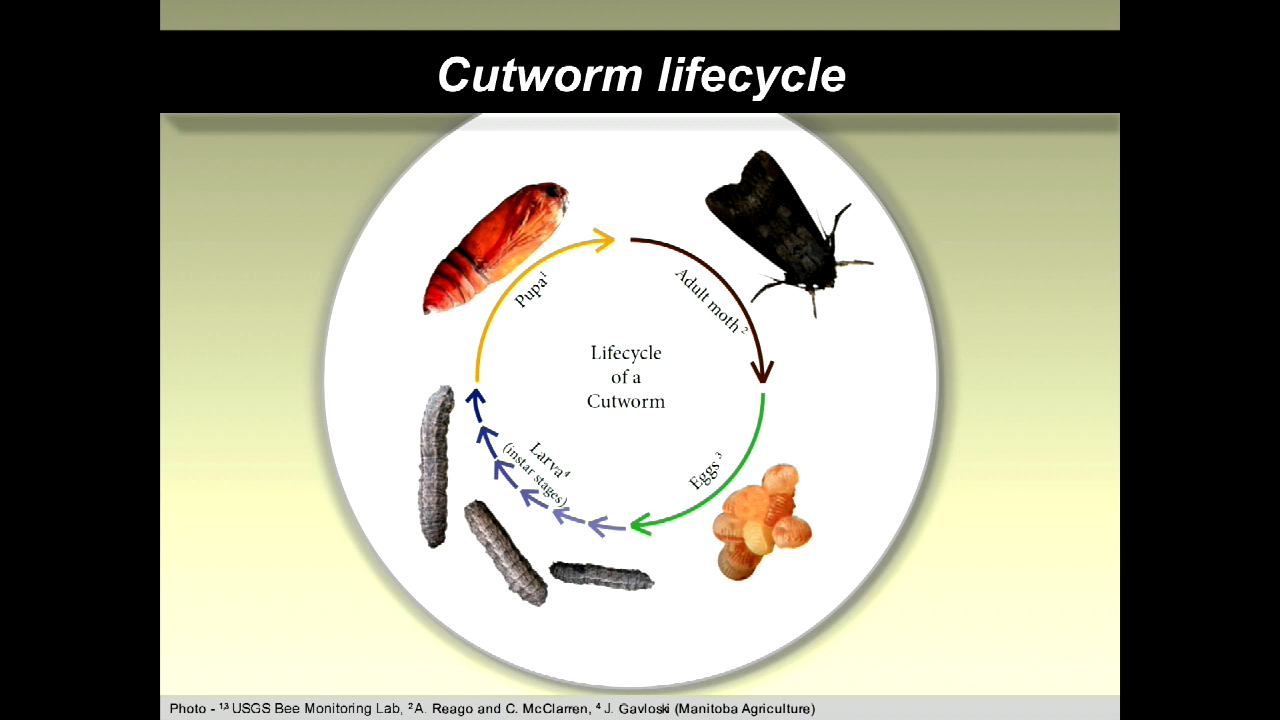 Cutworm lifecycle
Pupa¹
Adult moth ²
Lifecycle
of a
Cutworm
Larva⁴
(instar stages)
Eggs ³
Photo - ¹³ USGS Bee Monitoring Lab, ²A. Reago and C. McClarren, ⁴ J. Gavloski (Manitoba Agriculture)